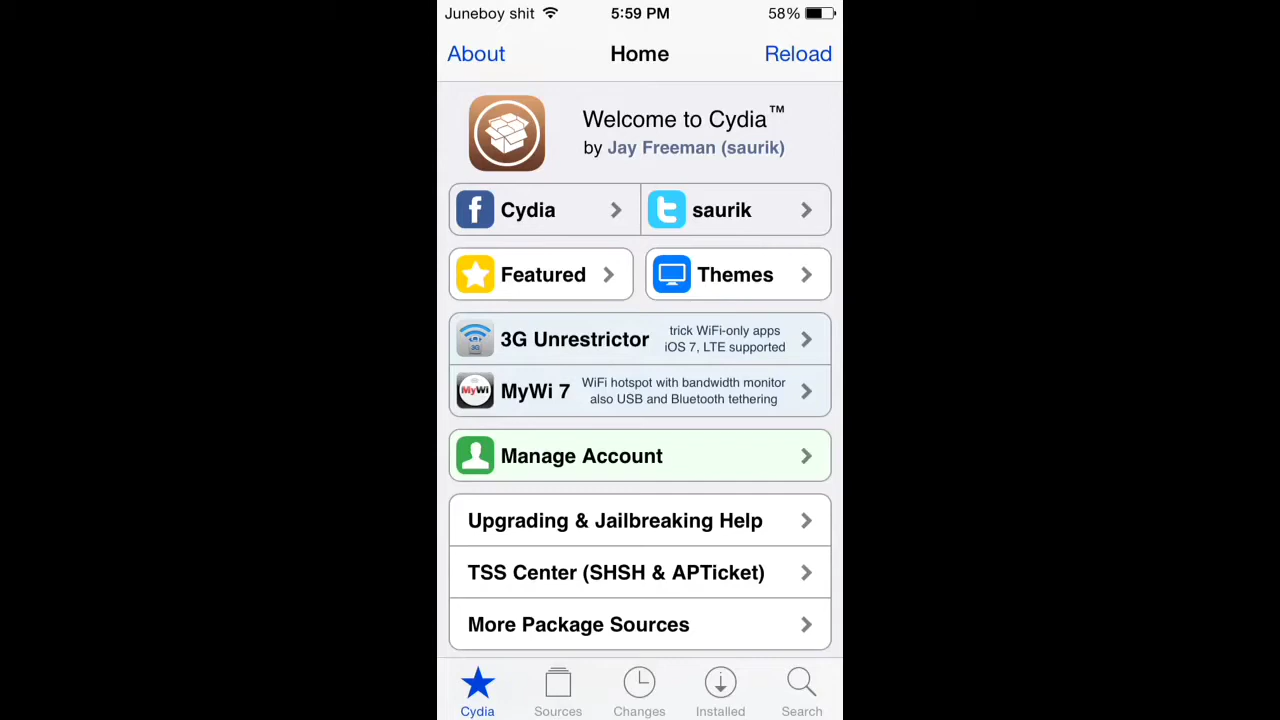 Juneboy shit 5:59 PM 58%
About Home Reload
Welcome to Cydia™
by Jay Freeman (saurik)
f Cydia t saurik
Featured Themes
3G Unrestrictor trick WiFi-only apps
iOS 7, LTE supported
MyWi MyWi 7 WiFi hotspot with bandwidth monitor
also USB and Bluetooth tethering
Manage Account
Upgrading & Jailbreaking Help
TSS Center (SHSH & APTicket)
More Package Sources
Cydia Sources Changes Installed Search